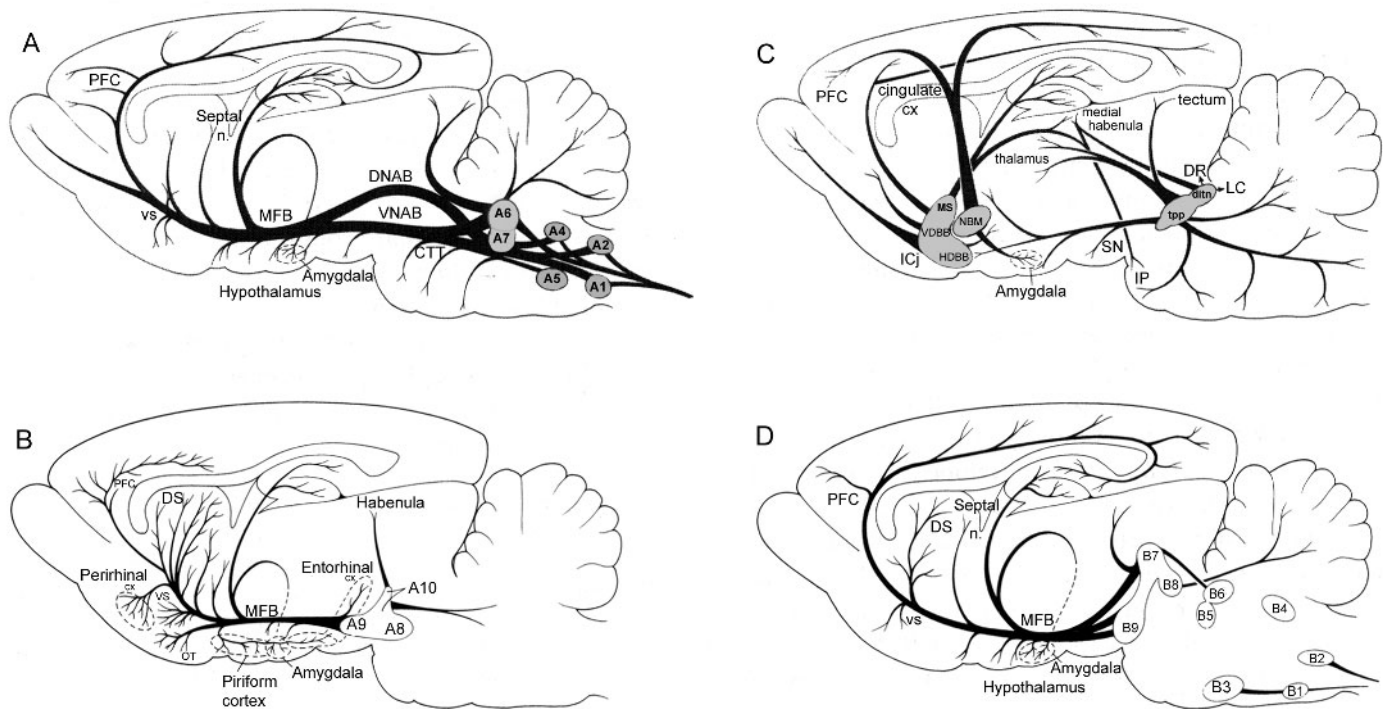 A
PFC
Septal
n.
vs
MFB
DNAB
VNAB
CTT
A6
A7
A4
A2
A5
A1
Amygdala
Hypothalamus
C
PFC
cingulate
cx
medial
habenula
tectum
thalamus
DR
LC
ditn
tpp
MS
NBM
VDBB
HDBB
ICj
SN
IP
Amygdala
B
PFC
DS
Habenula
Perirhinal
cx
vs
Entorhinal
cx
A10
MFB
A9
A8
OT
Amygdala
Piriform
cortex
D
PFC
DS
Septal
n.
vs
MFB
B7
B8
B6
B5
B4
B9
B2
B3
B1
Amygdala
Hypothalamus